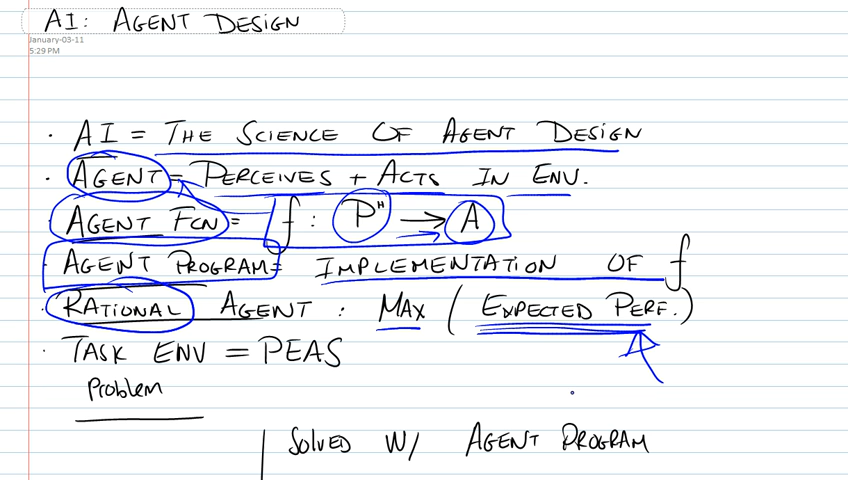 AI: AGENT DESIGN
January-03-11
5:29 PM
· AI = THE SCIENCE OF AGENT DESIGN
· AGENT = PERCEIVES + ACTS IN ENV.
· AGENT FCN = f : P* → A
· AGENT PROGRAM = IMPLEMENTATION OF f
· RATIONAL AGENT : MAX ( EXPECTED PERF. )
· TASK ENV = PEAS
Problem
SOLVED W/ AGENT PROGRAM